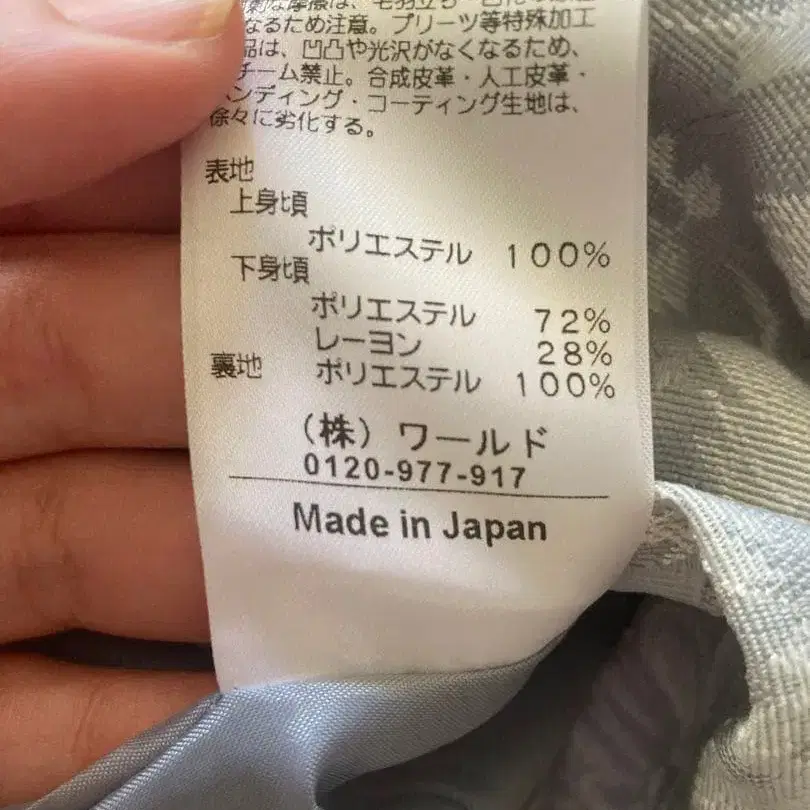 なるため注意。プリーツ等特殊加工
品は、凹凸や光沢がなくなるため、
チーム禁止。合成皮革・人工皮革・
ンディング・コーティング生地は、
徐々に劣化する。
表地
上身頃
ポリエステル 100%
下身頃
ポリエステル 72%
レーヨン 28%
裏地 ポリエステル 100%
(株) ワールド
0120-977-917
Made in Japan